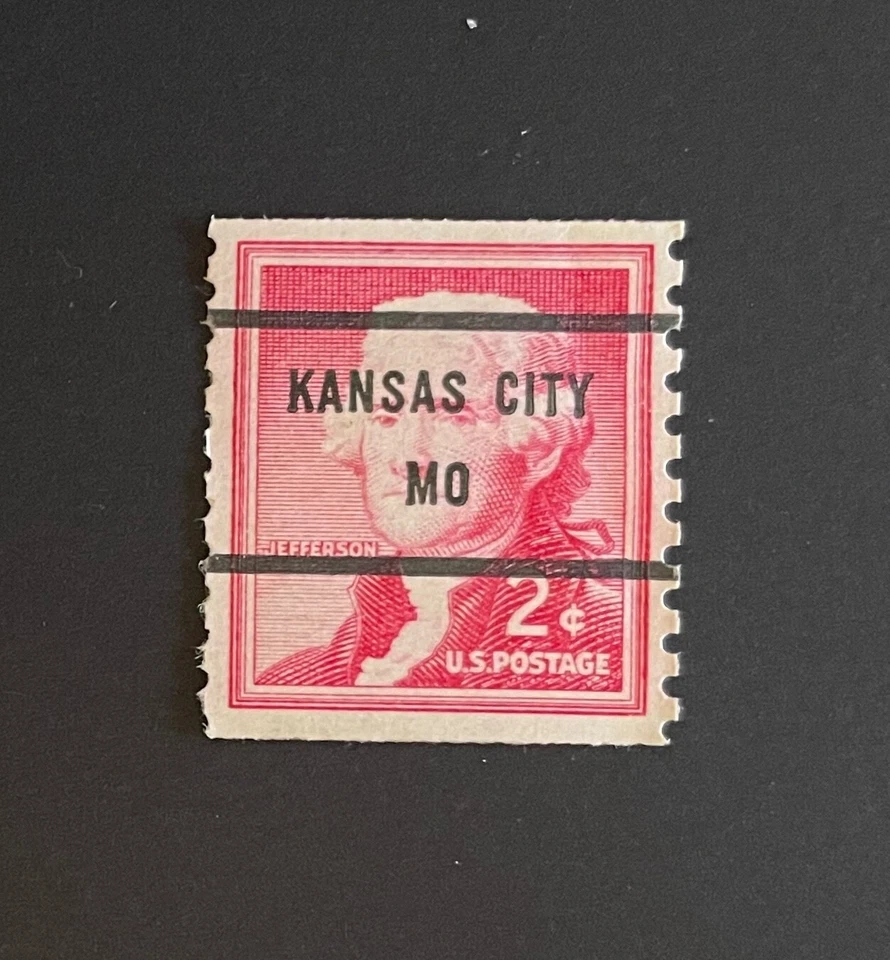 KANSAS CITY
MO
JEFFERSON
2¢
U.S.POSTAGE